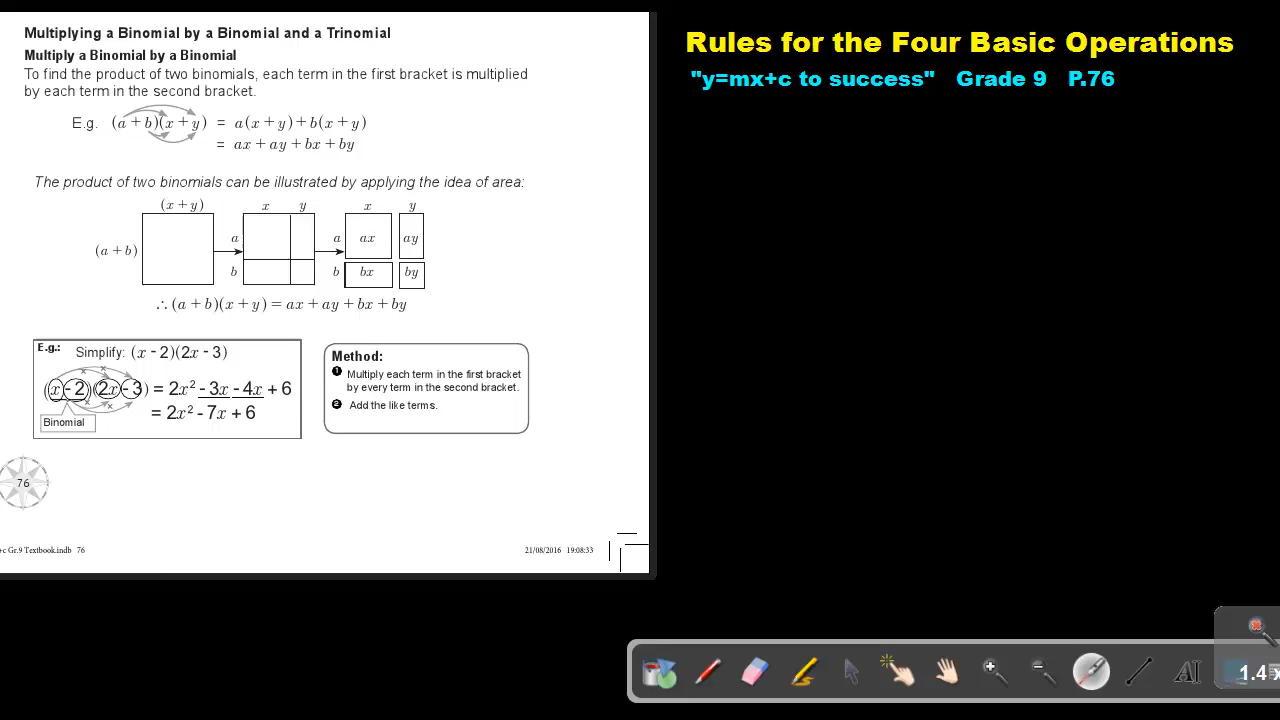 Multiplying a Binomial by a Binomial and a Trinomial
Multiply a Binomial by a Binomial
To find the product of two binomials, each term in the first bracket is multiplied
by each term in the second bracket.
E.g. (a + b)(x + y) = a(x + y) + b(x + y)
= ax + ay + bx + by
The product of two binomials can be illustrated by applying the idea of area:
(x + y) x y x y
(a + b) a a ax ay
b b bx by
∴ (a + b)(x + y) = ax + ay + bx + by
E.g.: Simplify: (x - 2)(2x - 3)
(x - 2)(2x - 3) = 2x² - 3x - 4x + 6
= 2x² - 7x + 6
Binomial
Method:
1 Multiply each term in the first bracket
by every term in the second bracket.
2 Add the like terms.
76
+c Gr.9 Textbook.indb 76 21/08/2016 19:08:33
Rules for the Four Basic Operations
"y=mx+c to success" Grade 9 P.76
AI
1.4 x